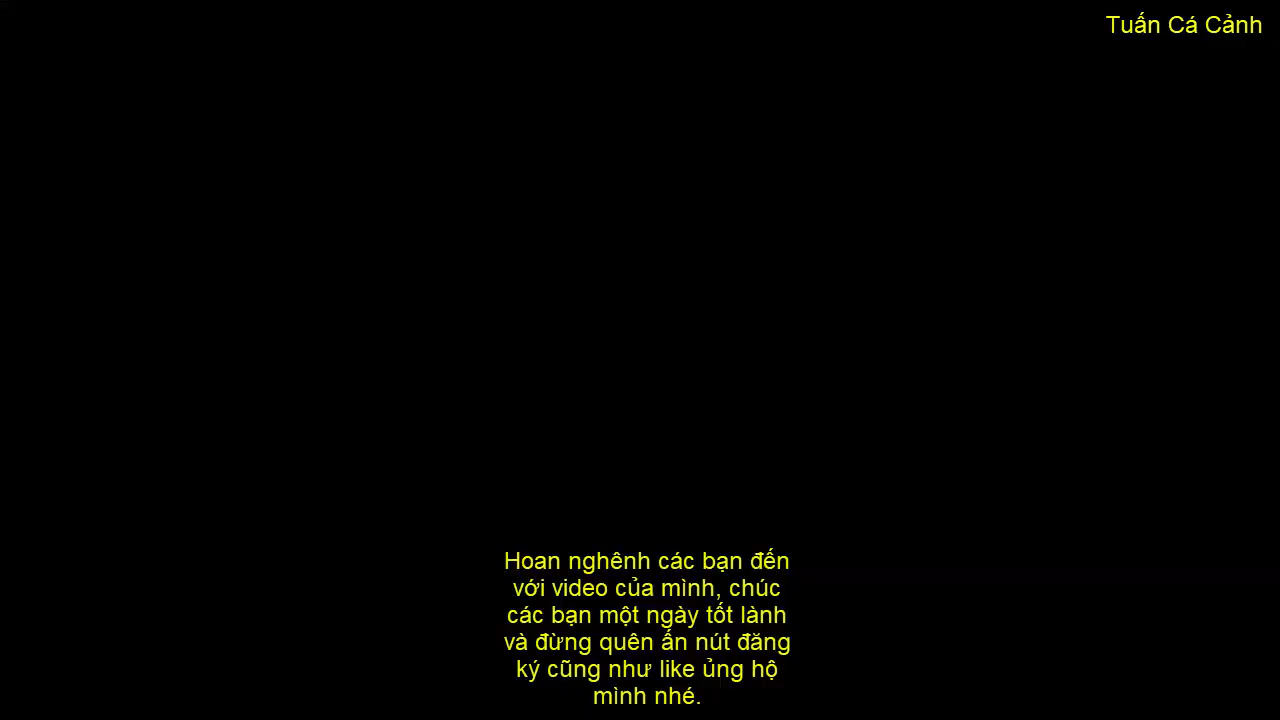 Tuấn Cá Cảnh
Hoan nghênh các bạn đến
với video của mình, chúc
các bạn một ngày tốt lành
và đừng quên ấn nút đăng
ký cũng như like ủng hộ
mình nhé.